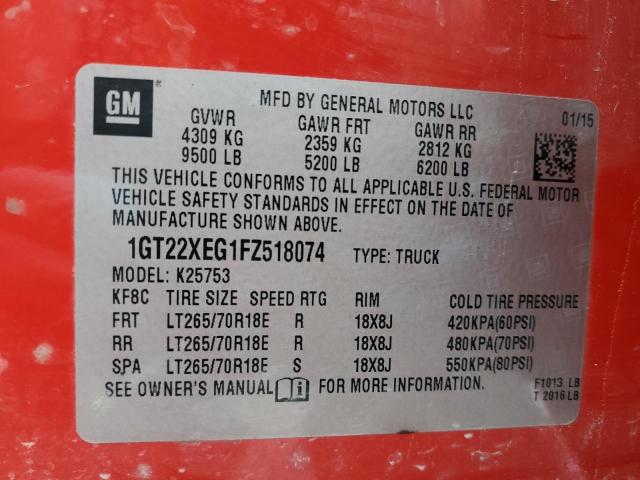 GM ®
MFD BY GENERAL MOTORS LLC
01/15
GVWR GAWR FRT GAWR RR
4309 KG 2359 KG 2812 KG
9500 LB 5200 LB 6200 LB
THIS VEHICLE CONFORMS TO ALL APPLICABLE U.S. FEDERAL MOTOR
VEHICLE SAFETY STANDARDS IN EFFECT ON THE DATE OF
MANUFACTURE SHOWN ABOVE.
1GT22XEG1FZ518074 TYPE: TRUCK
MODEL: K25753
KF8C TIRE SIZE SPEED RTG RIM COLD TIRE PRESSURE
FRT LT265/70R18E R 18X8J 420KPA(60PSI)
RR LT265/70R18E R 18X8J 480KPA(70PSI)
SPA LT265/70R18E S 18X8J 550KPA(80PSI)
SEE OWNER'S MANUAL i FOR MORE INFORMATION.
F1013 LB
T 2016 LB